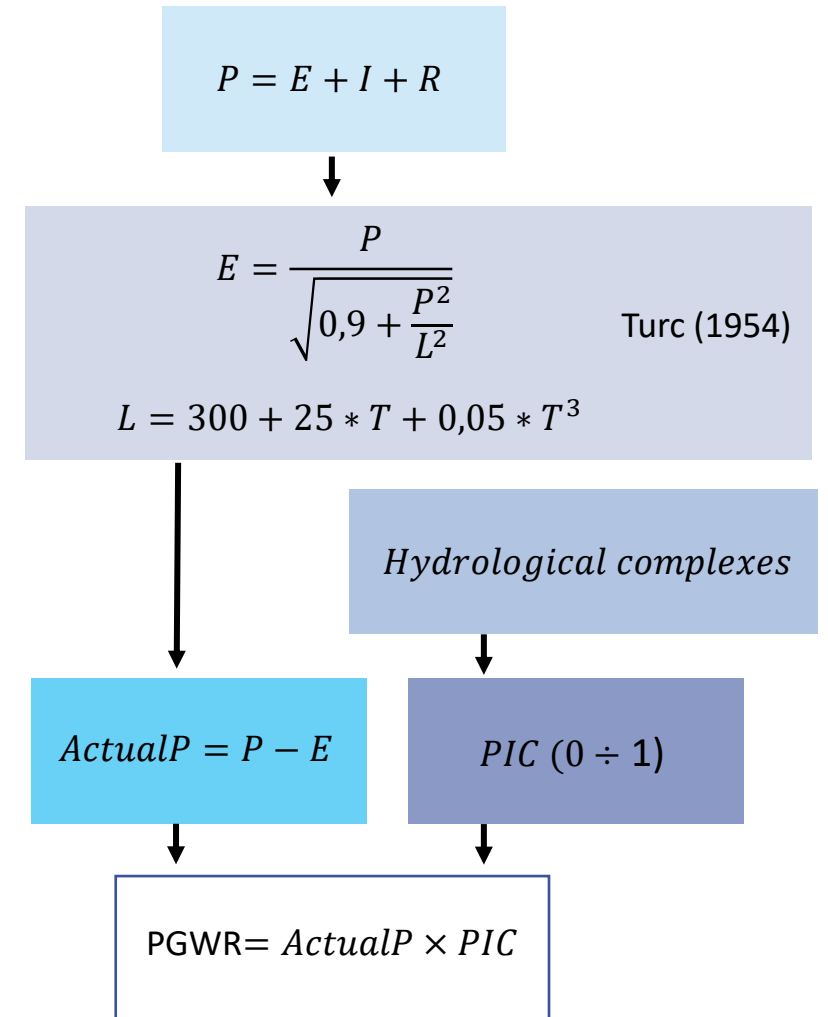 P = E + I + R
E = P / √(0,9 + P²/L²)
Turc (1954)
L = 300 + 25 * T + 0,05 * T³
Hydrological complexes
ActualP = P − E
PIC (0 ÷ 1)
PGWR= ActualP × PIC